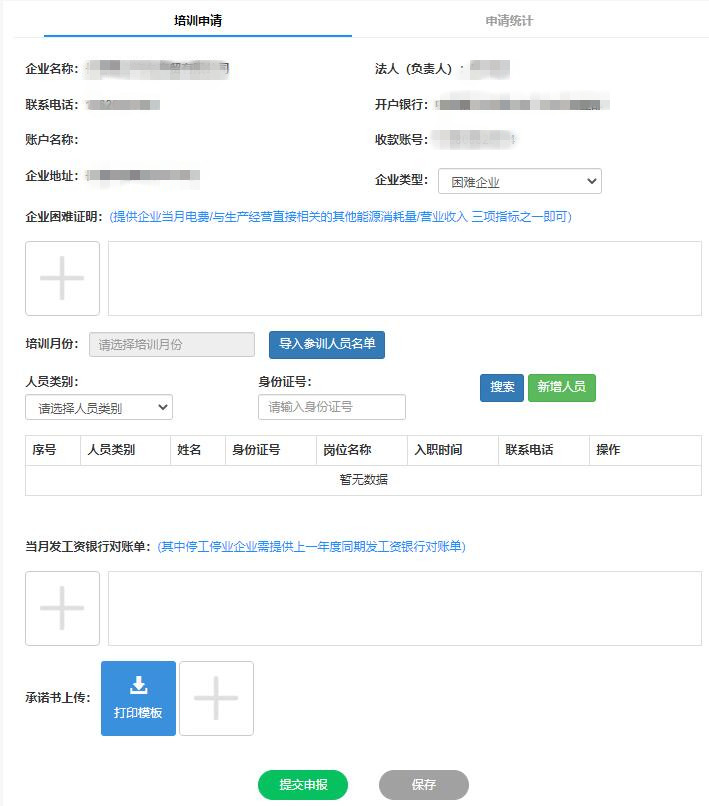 培训申请 申请统计
企业名称： 法人（负责人）：
联系电话： 开户银行：
账户名称： 收款账号：
企业地址： 企业类型： 困难企业
企业困难证明：(提供企业当月电费/与生产经营直接相关的其他能源消耗量/营业收入 三项指标之一即可)
培训月份： 请选择培训月份 导入参训人员名单
人员类别： 身份证号：
搜索 新增人员
请选择人员类别 请输入身份证号
序号 人员类别 姓名 身份证号 岗位名称 入职时间 联系电话 操作
暂无数据
当月发工资银行对账单：(其中停工停业企业需提供上一年度同期发工资银行对账单)
承诺书上传： 打印模板
提交申报 保存